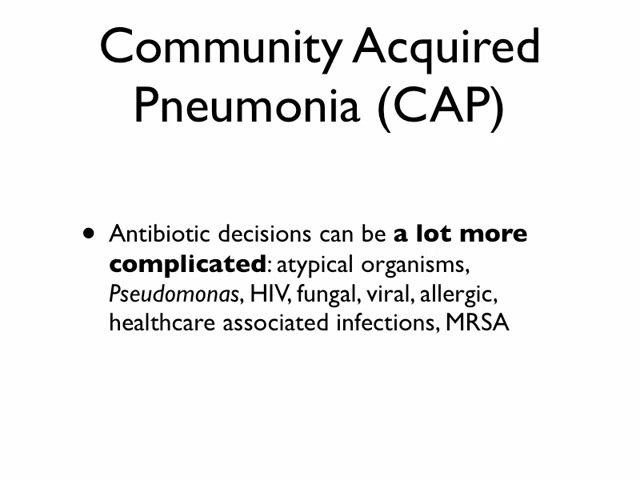 Community Acquired
Pneumonia (CAP)
• Antibiotic decisions can be a lot more
complicated: atypical organisms,
Pseudomonas, HIV, fungal, viral, allergic,
healthcare associated infections, MRSA